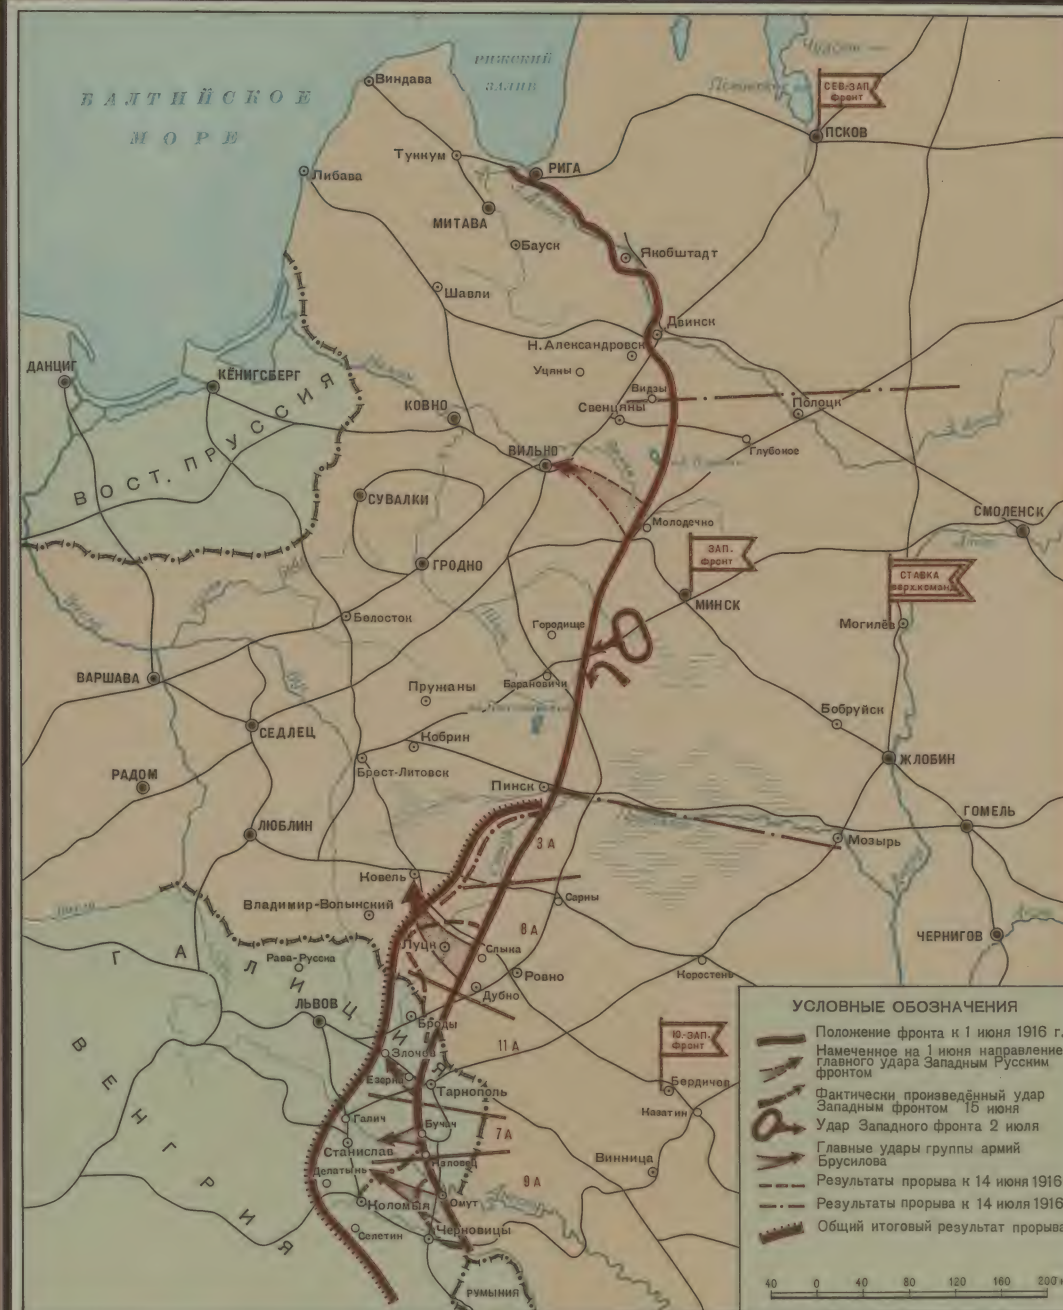 БАЛТИЙСКОЕ
МОРЕ
РИЖСКИЙ
ЗАЛИВ
Виндава
СЕВ.-ЗАП.
фронт
ПСКОВ
Туккум
РИГА
Либава
МИТАВА
Бауск
Якобштадт
Шавли
Двинск
Н.Александровск
ДАНЦИГ
КЁНИГСБЕРГ
Уцяны
Видзы
КОВНО
Свенцяны
Полоцк
ВОСТ. ПРУССИЯ
ВИЛЬНО
Глубокое
СУВАЛКИ
СМОЛЕНСК
Молодечно
ГРОДНО
ЗАП.
фронт
МИНСК
СТАВКА
верх.команд.
Белосток
Городище
Могилёв
ВАРШАВА
Барановичи
Пружаны
Бобруйск
СЕДЛЕЦ
Кобрин
ЖЛОБИН
Брест-Литовск
РАДОМ
Пинск
ГОМЕЛЬ
ЛЮБЛИН
Мозырь
3 А
Ковель
Сарны
Владимир-Волынский
8 А
ЧЕРНИГОВ
Луцк
Клыка
Рава-Русска
Ровно
Коростень
Дубно
ГАЛИЦИЯ
ЛЬВОВ
Броды
11 А
Ю.-ЗАП.
фронт
Злочев
Езерна
Тарнополь
Бердичев
Казатин
Галич
Бучач
7 А
Станислав
Винница
Делатынь
9 А
Коломыя
Омут
Селетин
Черновицы
ВЕНГРИЯ
РУМЫНИЯ
УСЛОВНЫЕ ОБОЗНАЧЕНИЯ
Положение фронта к 1 июня 1916 г.
Намеченное на 1 июня направление
главного удара Западным Русским
фронтом
Фактически произведённый удар
Западным фронтом 15 июня
Удар Западного фронта 2 июля
Главные удары группы армий
Брусилова
Результаты прорыва к 14 июня 1916
Результаты прорыва к 14 июля 1916
Общий итоговый результат прорыва
40 0 40 80 120 160 200